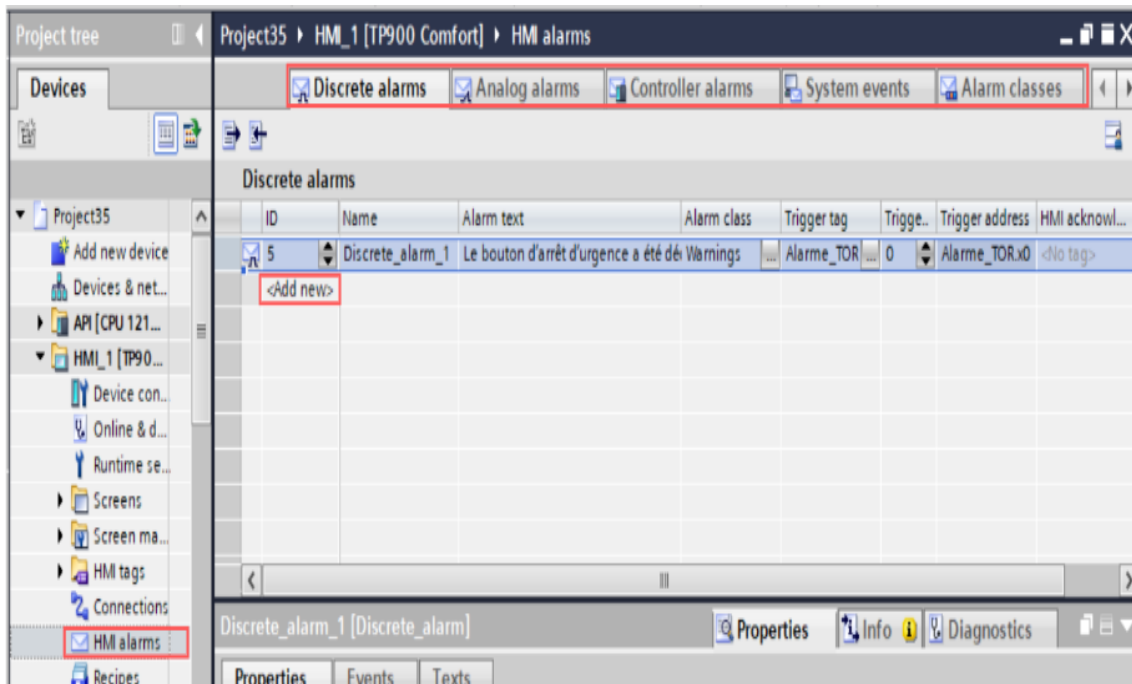 Project tree
Project35 ▸ HMI_1 [TP900 Comfort] ▸ HMI alarms
Devices
Discrete alarms
Analog alarms
Controller alarms
System events
Alarm classes
Discrete alarms
ID Name Alarm text Alarm class Trigger tag Trigge.. Trigger address HMI acknowl...
5 Discrete_alarm_1 Le bouton d'arrêt d'urgence a été dé Warnings ... Alarme_TOR ... 0 Alarme_TOR.x0 <No tag>
<Add new>
Project35
Add new device
Devices & net...
API [CPU 121...
HMI_1 [TP90...
Device con...
Online & d...
Runtime se...
Screens
Screen ma...
HMI tags
Connections
HMI alarms
Recipes
Discrete_alarm_1 [Discrete_alarm]
Properties
Info
Diagnostics
Properties
Events
Texts